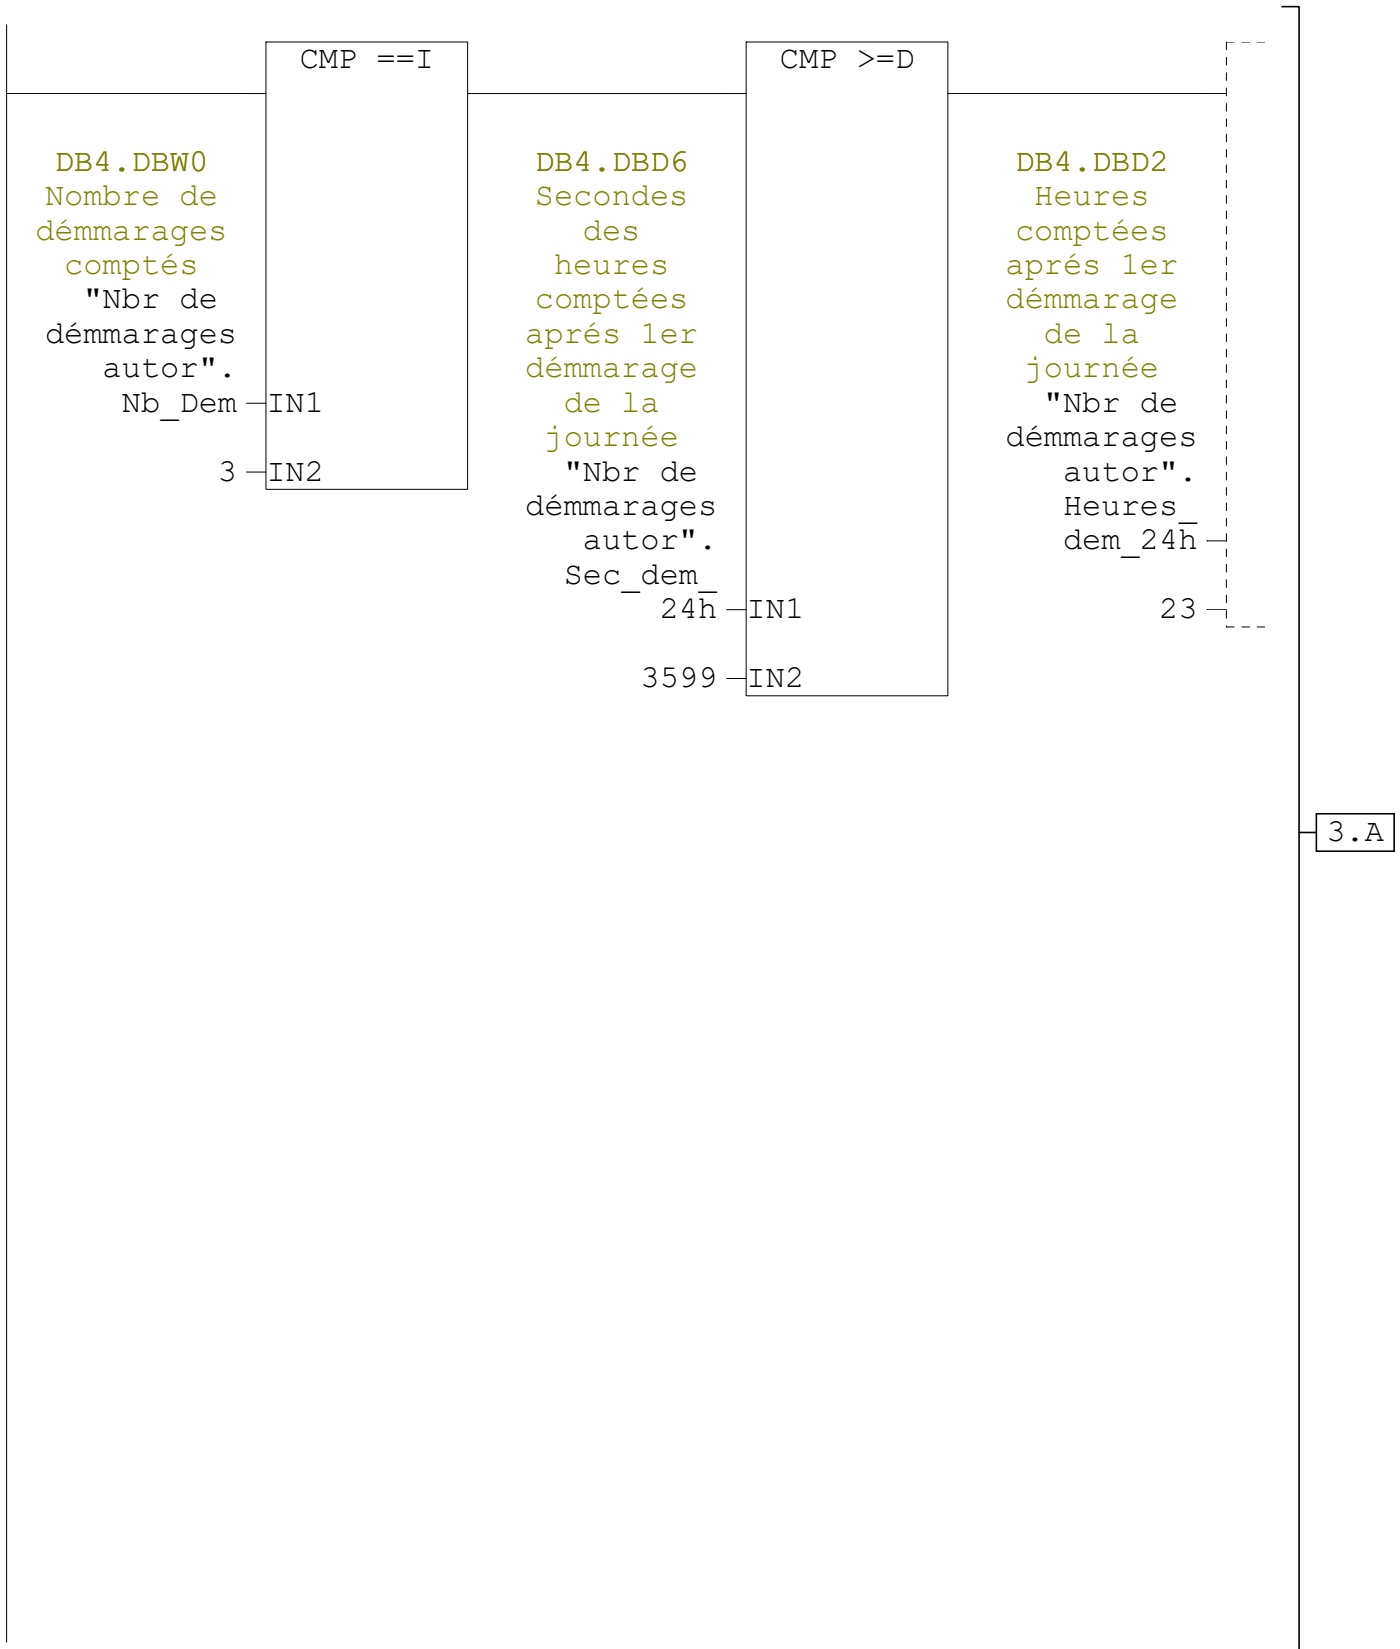 CMP ==I
DB4.DBW0
Nombre de
démmarages
comptés
"Nbr de
démmarages
autor".
Nb_Dem
IN1
3
IN2
CMP >=D
DB4.DBD6
Secondes
des
heures
comptées
aprés 1er
démmarage
de la
journée
"Nbr de
démmarages
autor".
Sec_dem_
24h
IN1
3599
IN2
DB4.DBD2
Heures
comptées
aprés 1er
démmarage
de la
journée
"Nbr de
démmarages
autor".
Heures_
dem_24h
23
3.A